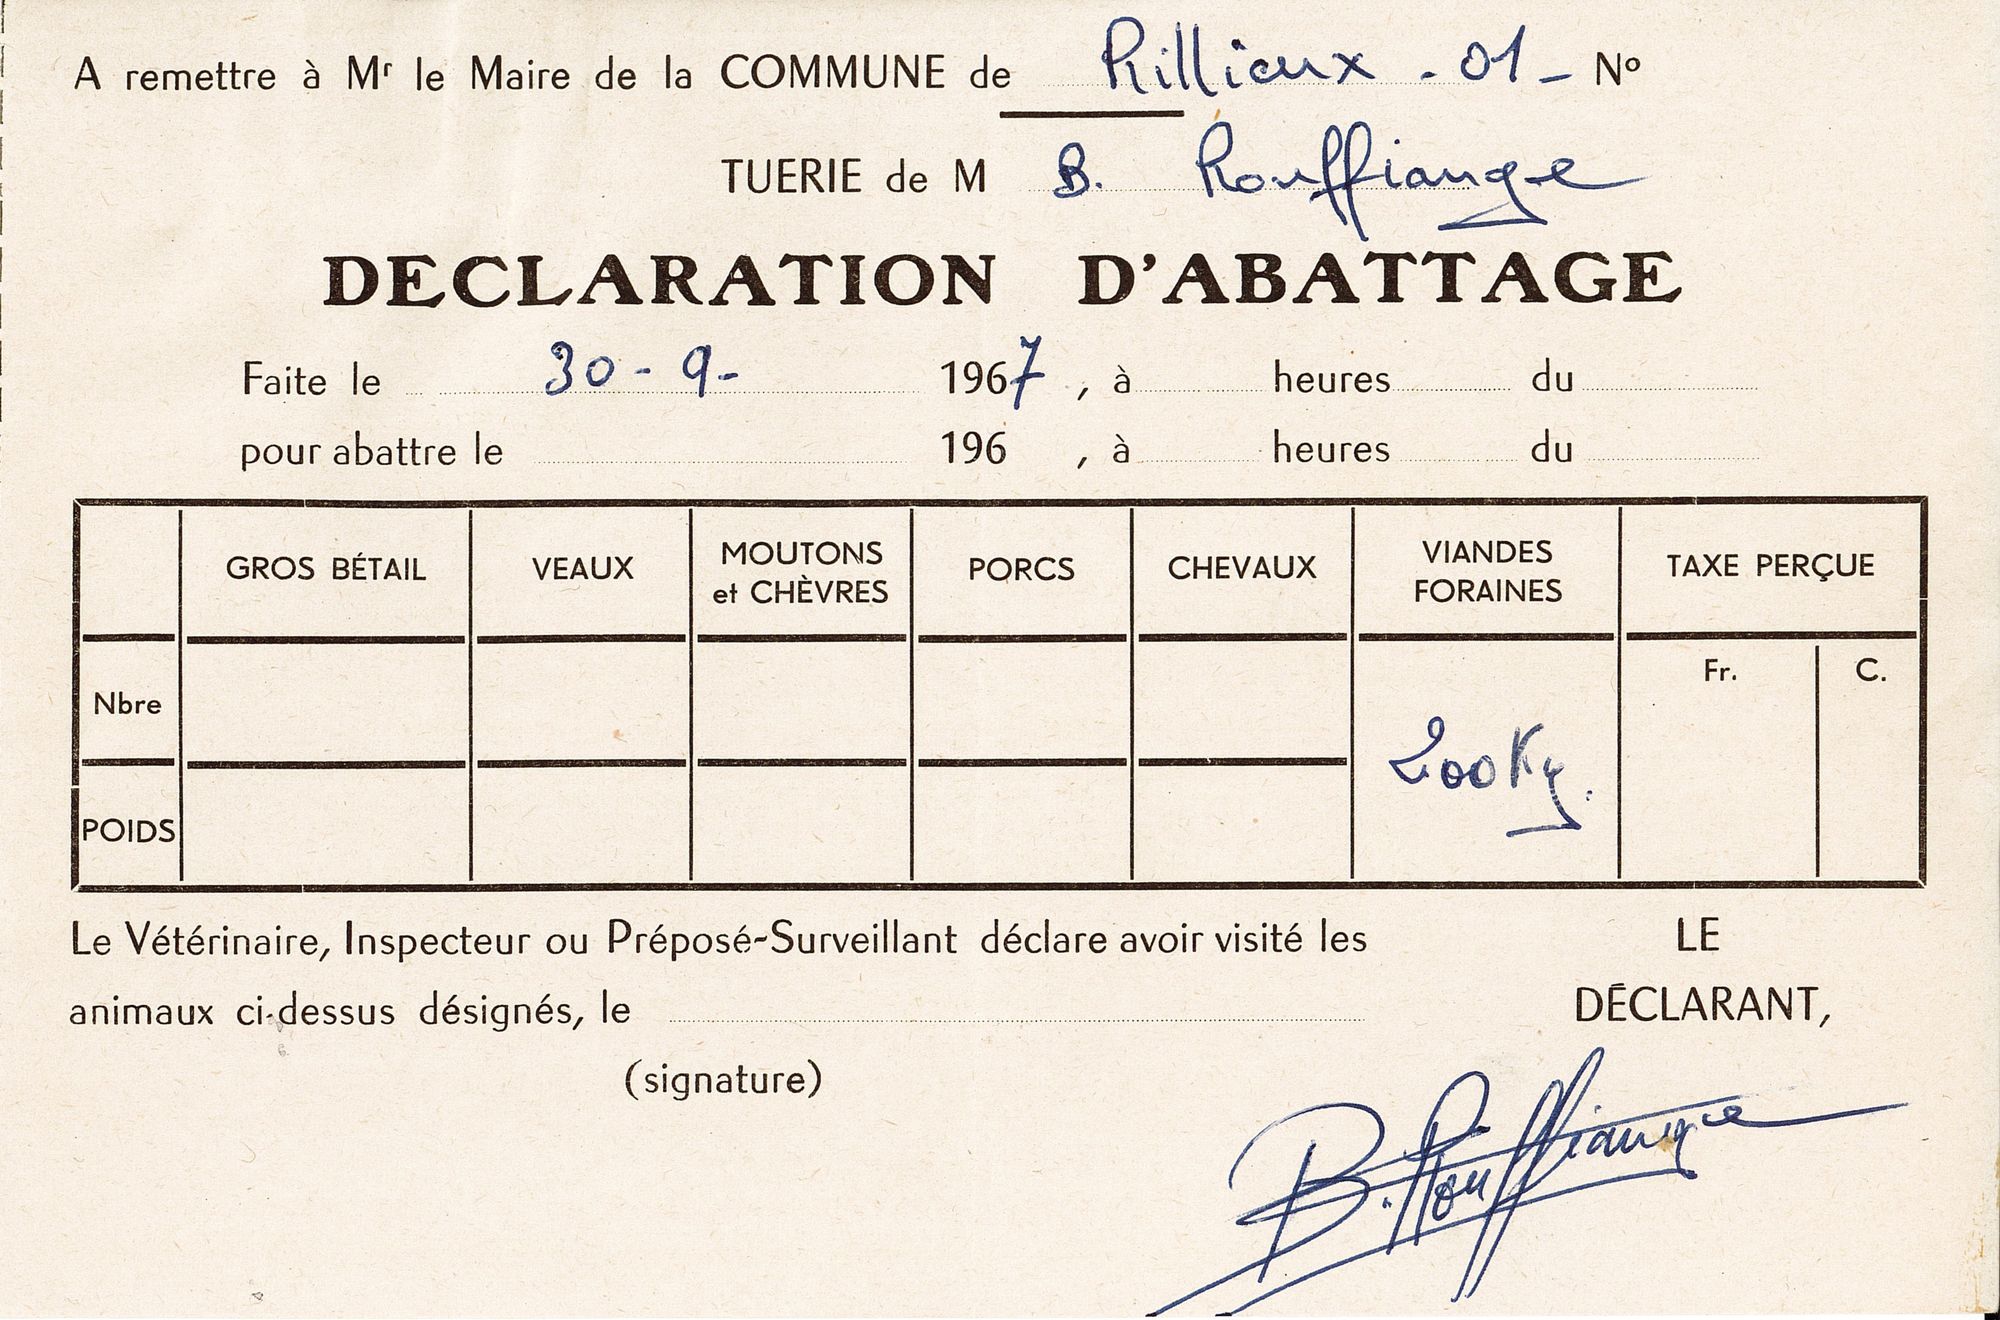 A remettre à Mr le Maire de la COMMUNE de Rillieux - 01 - No
TUERIE de M B. Rouffiange
DECLARATION D'ABATTAGE
Faite le 30 - 9 - 1967 , à heures du
pour abattre le 196 , à heures du
GROS BÉTAIL VEAUX MOUTONS et CHÈVRES PORCS CHEVAUX VIANDES FORAINES TAXE PERÇUE
Fr. C.
Nbre
200 Kg.
POIDS
Le Vétérinaire, Inspecteur ou Préposé-Surveillant déclare avoir visité les
animaux ci-dessus désignés, le
(signature)
LE
DÉCLARANT,
B. Rouffiange